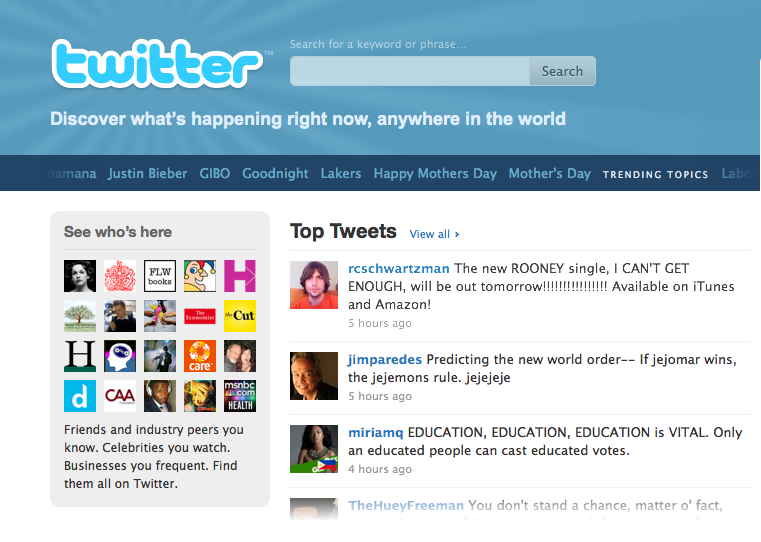 twitter™
Search for a keyword or phrase...
Search
Discover what's happening right now, anywhere in the world
Justin Bieber GIBO Goodnight Lakers Happy Mothers Day Mother's Day TRENDING TOPICS
See who's here
FLW
books
H
The
Economist
the Cut
H
care
d
CAA
msnbc
com
HEALTH
Friends and industry peers you
know. Celebrities you watch.
Businesses you frequent. Find
them all on Twitter.
Top Tweets View all ›
rcschwartzman The new ROONEY single, I CAN'T GET
ENOUGH, will be out tomorrow!!!!!!!!!!!!!!!! Available on iTunes
and Amazon!
5 hours ago
jimparedes Predicting the new world order-- If jejomar wins,
the jejemons rule. jejejeje
5 hours ago
miriamq EDUCATION, EDUCATION, EDUCATION is VITAL. Only
an educated people can cast educated votes.
4 hours ago
TheHueyFreeman You don't stand a chance, matter o' fact,